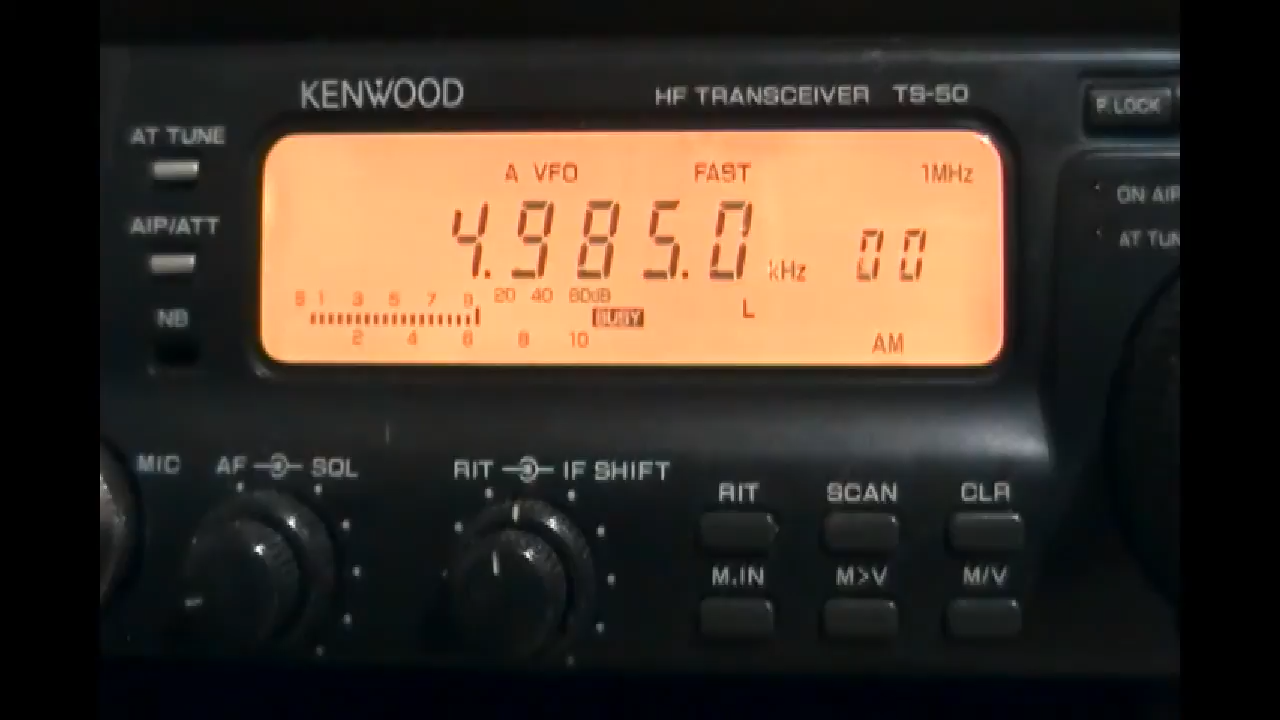 KENWOOD
HF TRANSCEIVER TS-50
F.LOCK
AT TUNE
A VFO FAST 1MHz
ON AIR
AIP/ATT
4.985.0 kHz 00
AT TUN
S 1 3 5 7 9 20 40 60dB
NB
BUSY L
2 4 6 8 10
AM
MIC AF SQL
RIT IF SHIFT
RIT SCAN CLR
M.IN M>V M/V